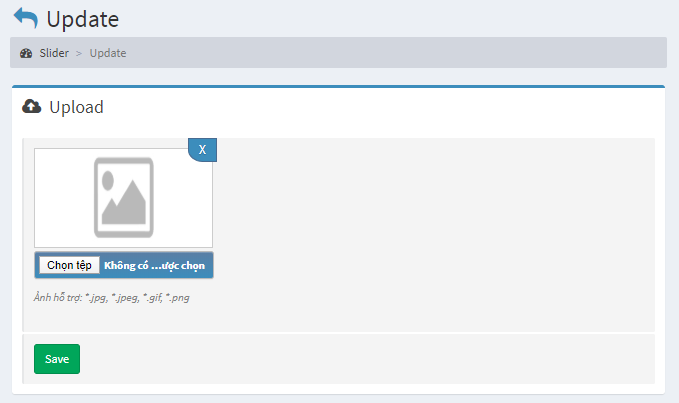 Update
Slider > Update
Upload
X
Chọn tệp Không có ...ược chọn
Ảnh hỗ trợ: *.jpg, *.jpeg, *.gif, *.png
Save